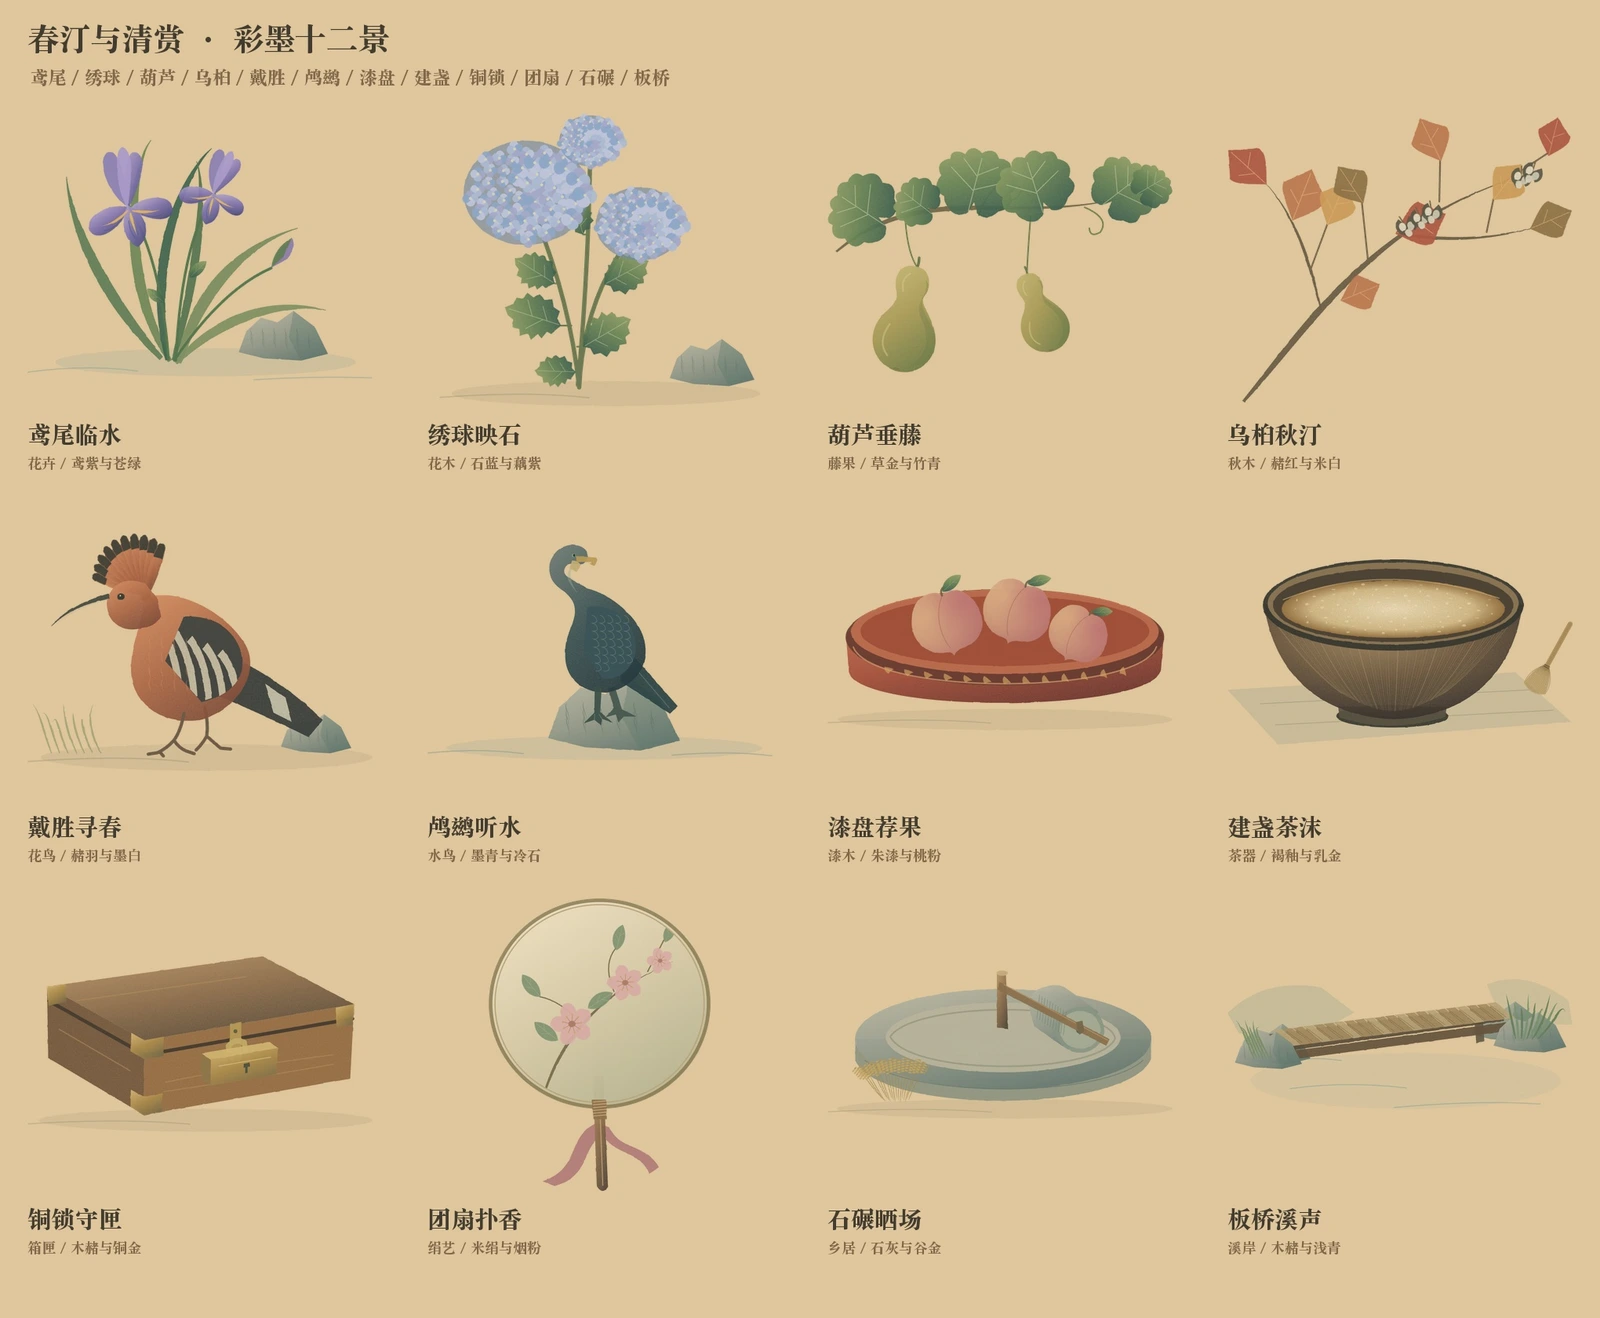 春汀与清赏 · 彩墨十二景
鸢尾 / 绣球 / 葫芦 / 乌桕 / 戴胜 / 鸬鹚 / 漆盘 / 建盏 / 铜锁 / 团扇 / 石碾 / 板桥
鸢尾临水
花卉 / 鸢紫与苍绿
绣球映石
花木 / 石蓝与藕紫
葫芦垂藤
藤果 / 草金与竹青
乌桕秋汀
秋木 / 赭红与米白
戴胜寻春
花鸟 / 赭羽与墨白
鸬鹚听水
水鸟 / 墨青与冷石
漆盘荐果
漆木 / 朱漆与桃粉
建盏茶沫
茶器 / 褐釉与乳金
铜锁守匣
箱匣 / 木赭与铜金
团扇扑香
绢艺 / 米绢与烟粉
石碾晒场
乡居 / 石灰与谷金
板桥溪声
溪岸 / 木赭与浅青